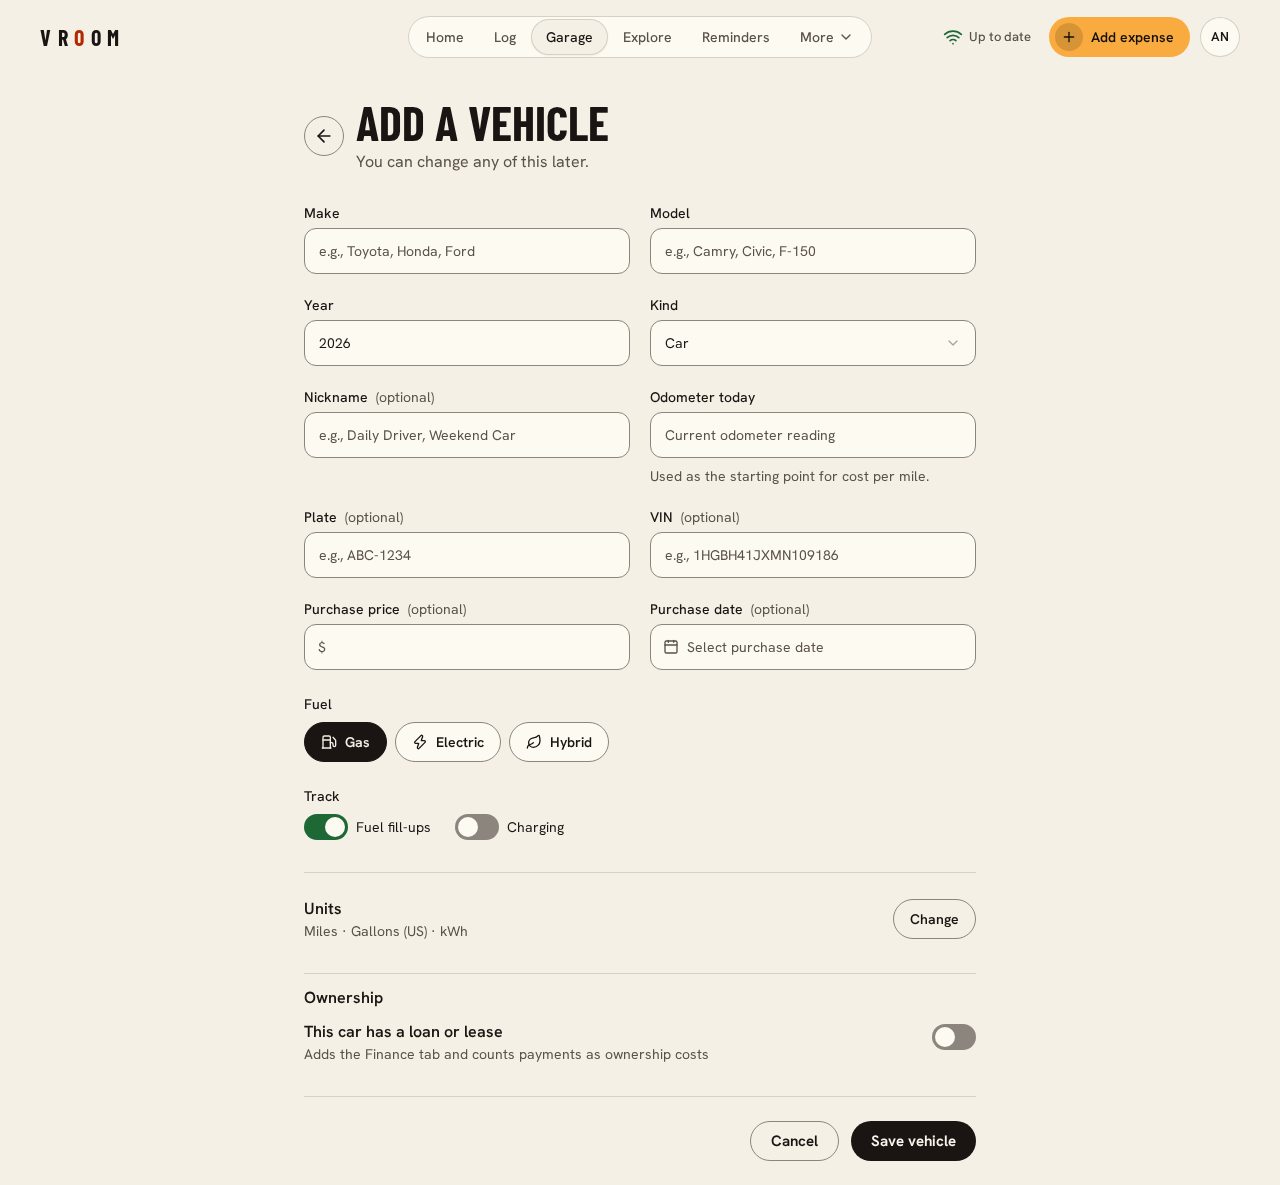 VROOM
Home Log Garage Explore Reminders More
Up to date
Add expense
AN
ADD A VEHICLE
You can change any of this later.
Make Model
e.g., Toyota, Honda, Ford e.g., Camry, Civic, F-150
Year Kind
2026 Car
Nickname (optional) Odometer today
e.g., Daily Driver, Weekend Car Current odometer reading
Used as the starting point for cost per mile.
Plate (optional) VIN (optional)
e.g., ABC-1234 e.g., 1HGBH41JXMN109186
Purchase price (optional) Purchase date (optional)
$ Select purchase date
Fuel
Gas Electric Hybrid
Track
Fuel fill-ups Charging
Units
Miles · Gallons (US) · kWh
Change
Ownership
This car has a loan or lease
Adds the Finance tab and counts payments as ownership costs
Cancel Save vehicle